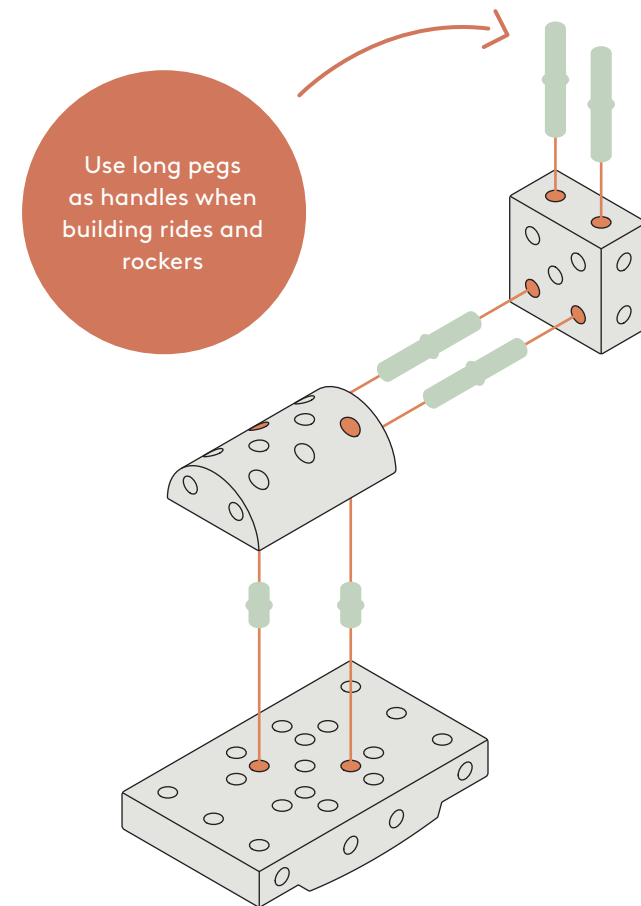 Use long pegs
as handles when
building rides and
rockers